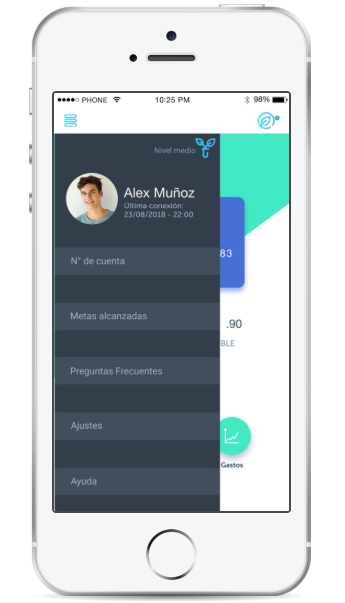 PHONE 10:25 PM 98%
Nivel medio
Alex Muñoz
Última conexión:
23/08/2018 - 22:00
83
N° de cuenta
Metas alcanzadas
.90
BLE
Preguntas Frecuentes
Ajustes
Gastos
Ayuda